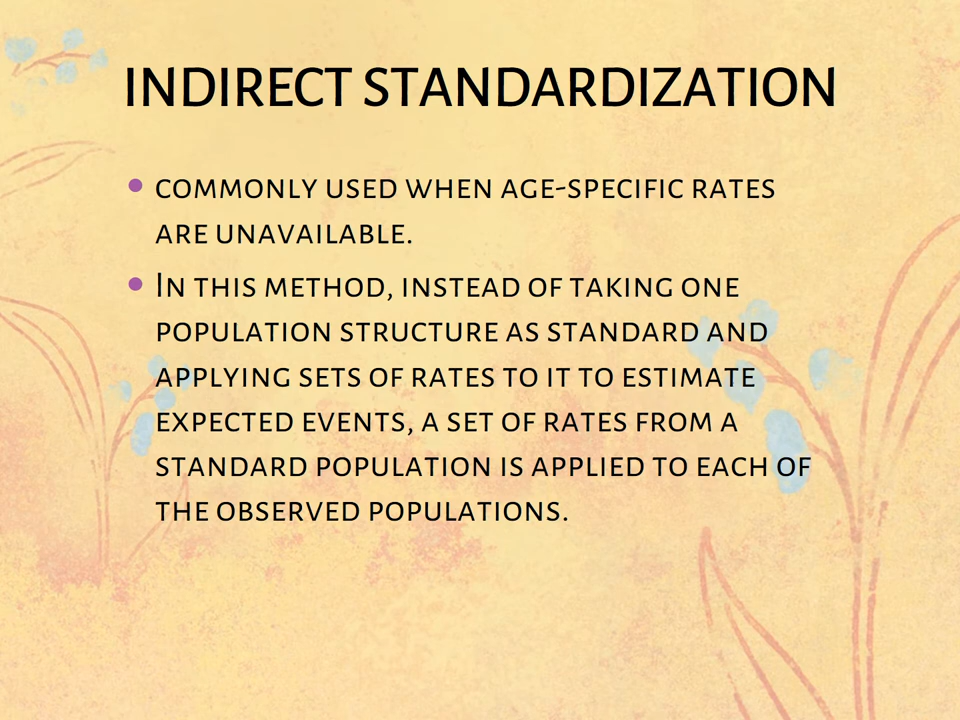 INDIRECT STANDARDIZATION
• COMMONLY USED WHEN AGE-SPECIFIC RATES
ARE UNAVAILABLE.
• IN THIS METHOD, INSTEAD OF TAKING ONE
POPULATION STRUCTURE AS STANDARD AND
APPLYING SETS OF RATES TO IT TO ESTIMATE
EXPECTED EVENTS, A SET OF RATES FROM A
STANDARD POPULATION IS APPLIED TO EACH OF
THE OBSERVED POPULATIONS.